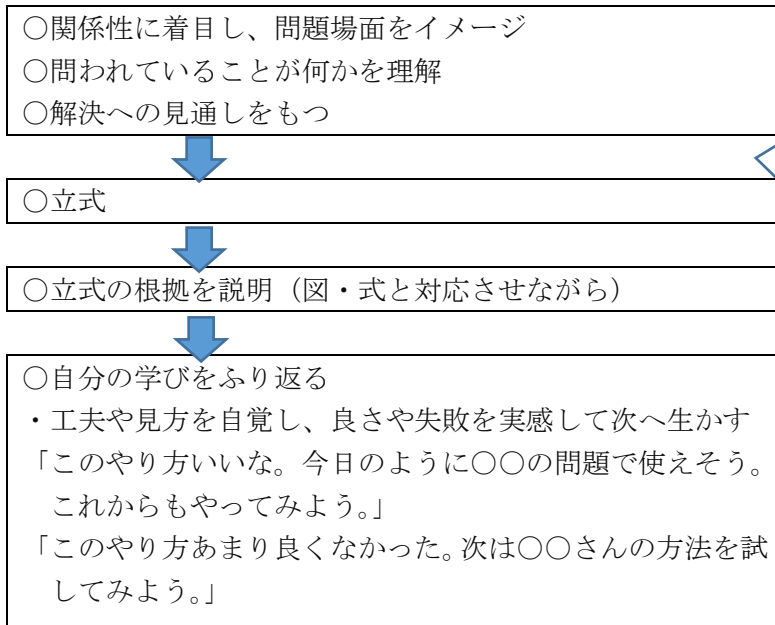 ○関係性に着目し、問題場面をイメージ
○問われていることが何かを理解
○解決への見通しをもつ
○立式
○立式の根拠を説明（図・式と対応させながら）
○自分の学びをふり返る
・工夫や見方を自覚し、良さや失敗を実感して次へ生かす
「このやり方いいな。今日のように○○の問題で使えそう。
これからもやってみよう。」
「このやり方あまり良くなかった。次は○○さんの方法を試
してみよう。」